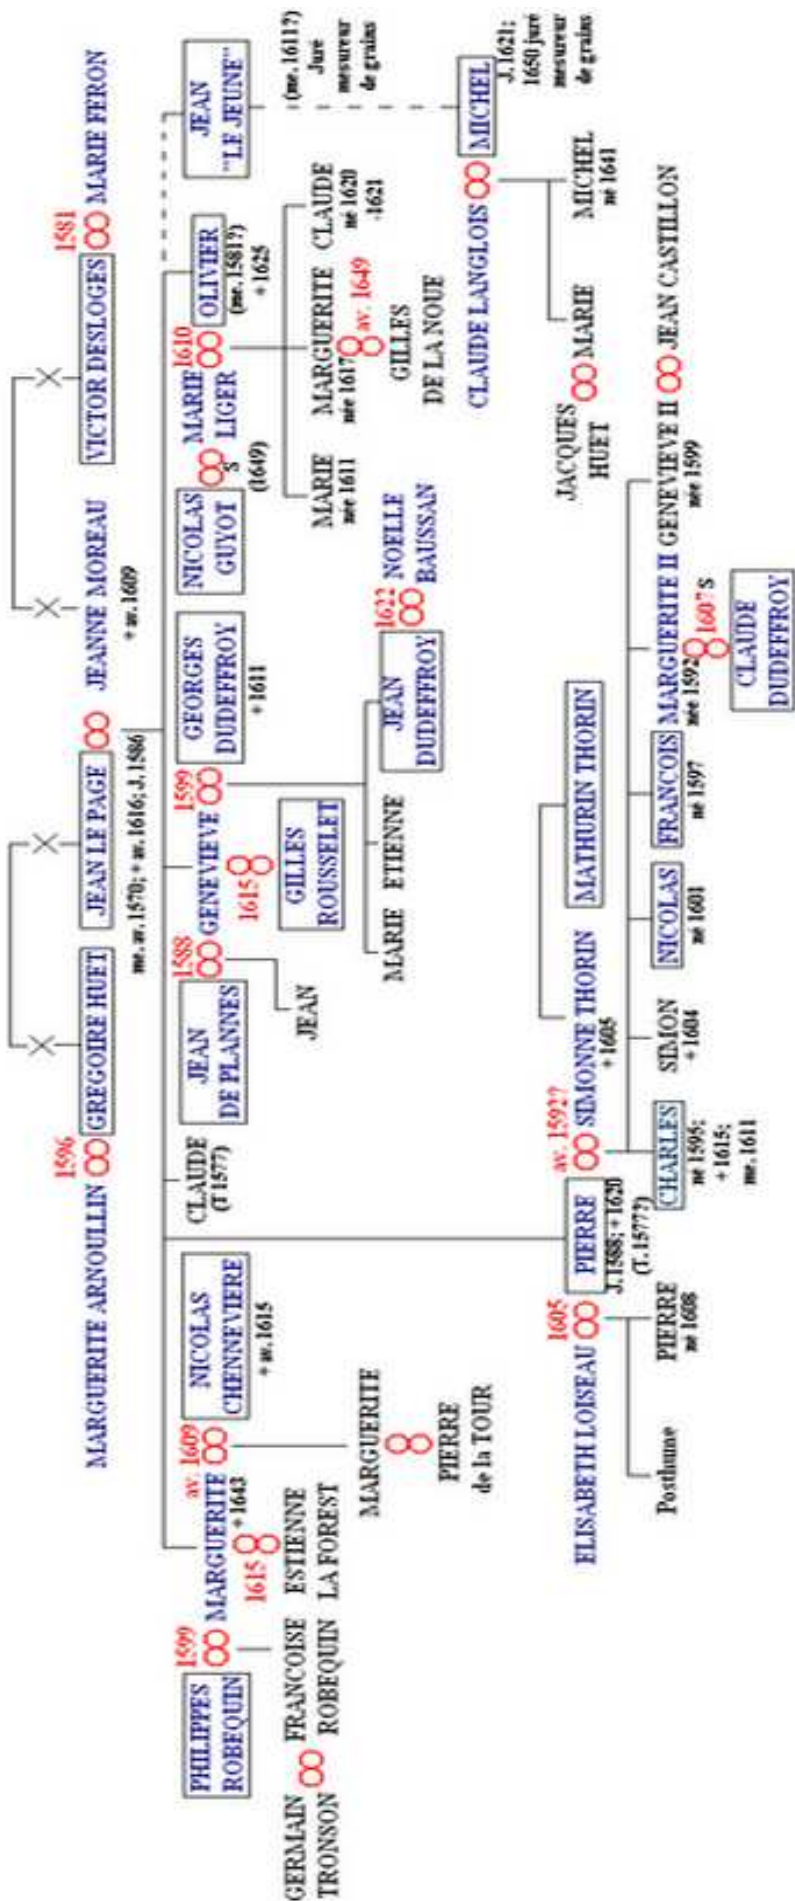 1596
1581
MARGUERITE ARNOULLIN
GREGOIRE HUET
JEAN LE PAGE
JEANNE MOREAU
VICTOR DESLOGES
MARIE FERON
me. av. 1570; + av. 1616; J. 1586
+ av. 1609
1599
av. 1609
1588
1599
1610
PHILIPPES
ROBEQUIN
MARGUERITE
+ 1643
NICOLAS
CHENNEVIERE
+ av. 1615
CLAUDE
(T 1577)
JEAN
DE PLANNES
GENEVIEVE
GEORGES
DUDEFFROY
+ 1611
NICOLAS
GUYOT
S
(1649)
MARIE
LIGER
OLIVIER
(me. 1581?)
+ 1625
JEAN
"LE JEUNE"
(me. 1611?)
Juré
mesureur
de grains
1615
1615
GERMAIN
TRONSON
FRANCOISE
ROBEQUIN
ESTIENNE
LA FOREST
JEAN
GILLES
ROUSSELET
MARIE
née 1611
MARGUERITE
née 1617
av. 1649
GILLES
DE LA NOUE
CLAUDE
né 1620
-1621
MARGUERITE
PIERRE
de la TOUR
MARIE
ETIENNE
JEAN
DUDEFFROY
1622
NOELLE
BAUSSAN
CLAUDE LANGLOIS
MICHEL
J. 1621;
1650 juré
mesureur
de grains
1605
av. 1592?
ELISABETH LOISEAU
PIERRE
J. 1588; + 1620
(T. 1577?)
SIMONNE THORIN
+ 1605
MATHURIN THORIN
JACQUES
HUET
MARIE
MICHEL
né 1641
Posthume
PIERRE
né 1608
CHARLES
né 1595;
+ 1615;
me. 1611
SIMON
+ 1604
NICOLAS
né 1601
FRANCOIS
né 1597
MARGUERITE II
née 1592
1607 S
CLAUDE
DUDEFFROY
GENEVIEVE II
née 1599
JEAN CASTILLON